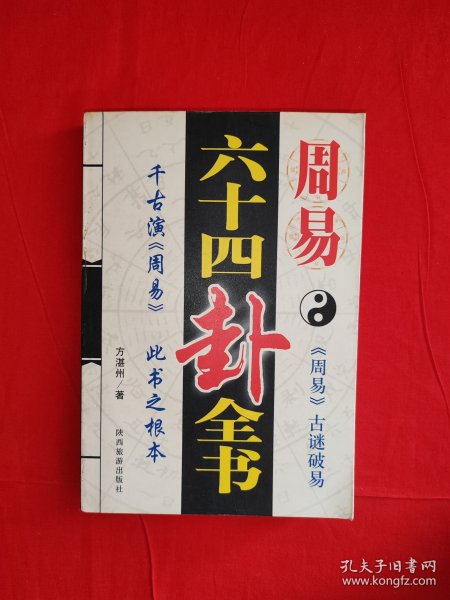 周易
《周易》古谜破易
六十四卦全书
千古演《周易》
此书之根本
方湛州／著
陕西旅游出版社
孔夫子旧书网
www.kongfz.com